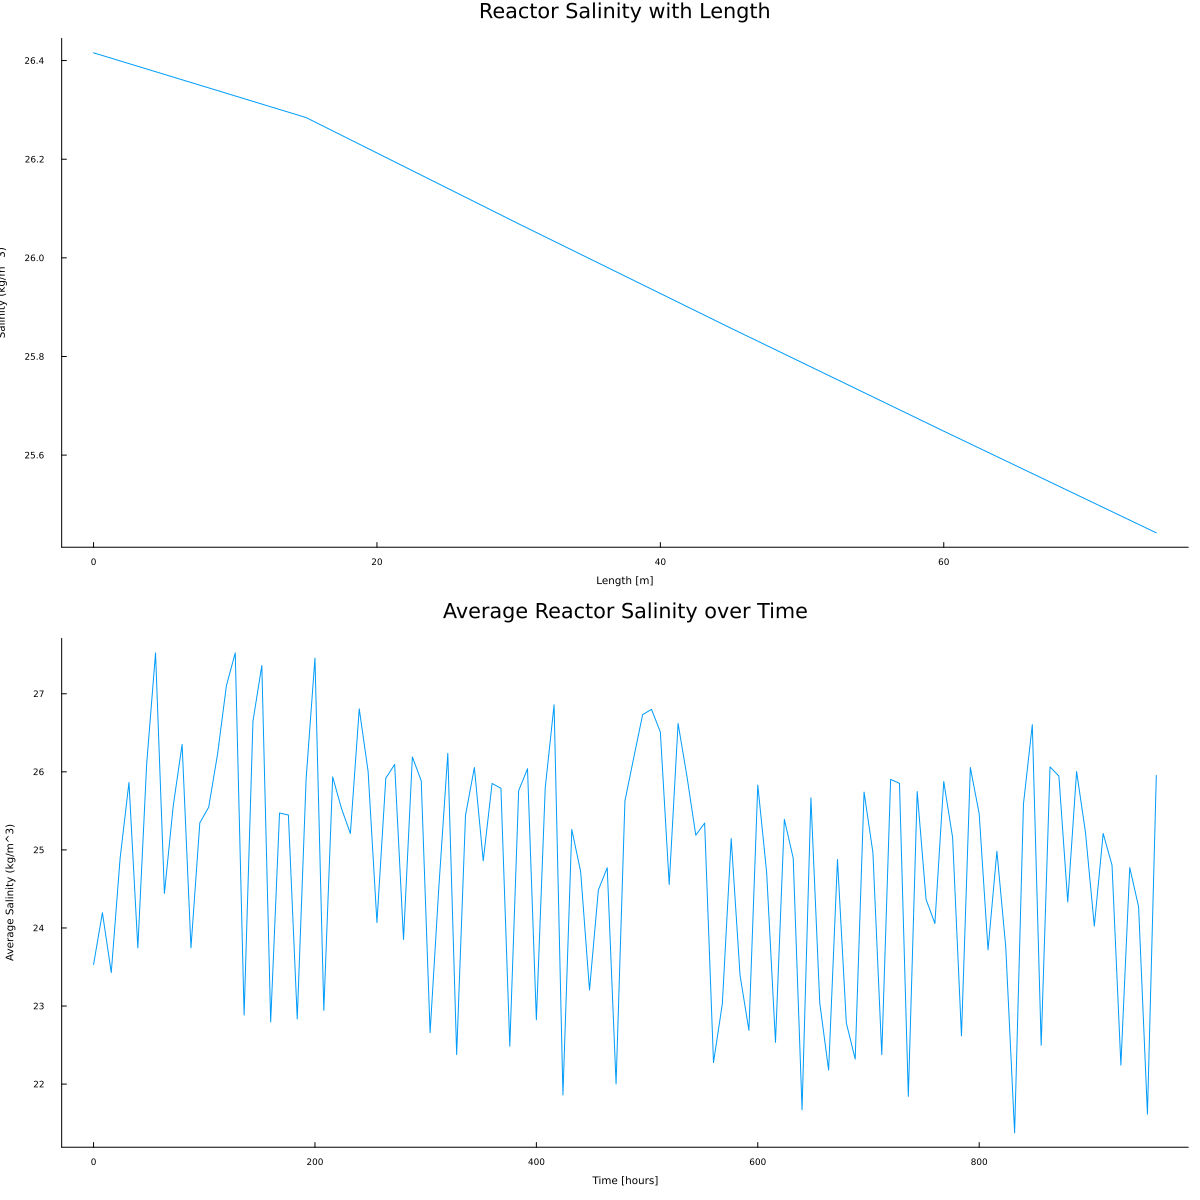 Reactor Salinity with Length
26.4
26.2
26.0
25.8
25.6
0 20 40 60
Length [m]
Average Reactor Salinity over Time
Average Salinity (kg/m^3)
27
26
25
24
23
22
0 200 400 600 800
Time [hours]